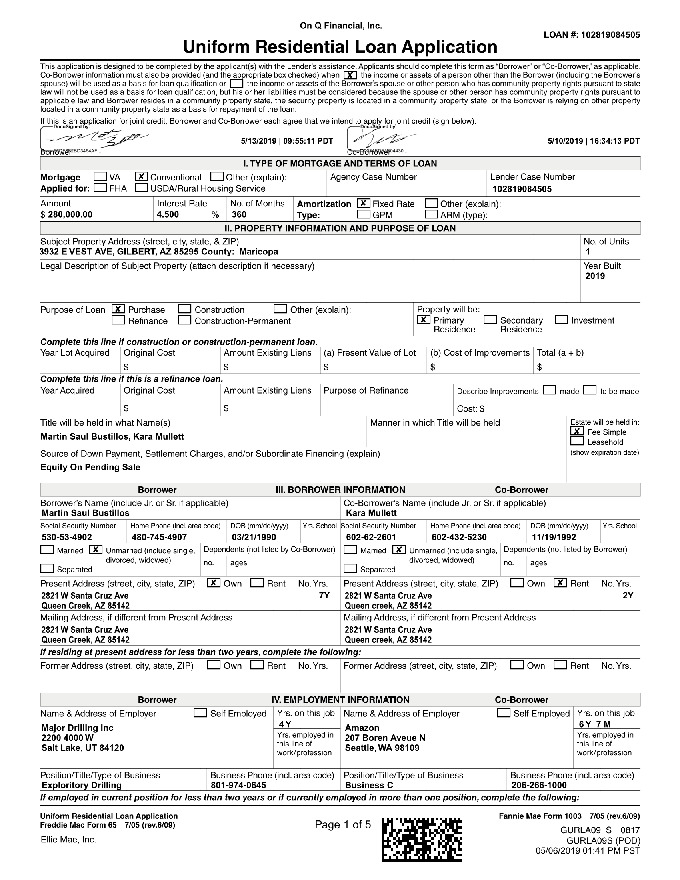 On Q Financial, Inc.
LOAN #: 102819084505
Uniform Residential Loan Application
This application is designed to be completed by the applicant(s) with the Lender's assistance. Applicants should complete this form as "Borrower" or "Co-Borrower," as applicable.
Co-Borrower information must also be provided (and the appropriate box checked) when X the income or assets of a person other than the Borrower (including the Borrower's
spouse) will be used as a basis for loan qualification or the income or assets of the Borrower's spouse or other person who has community property rights pursuant to state
law will not be used as a basis for loan qualification, but his or her liabilities must be considered because the spouse or other person has community property rights pursuant to
applicable law and Borrower resides in a community property state, the security property is located in a community property state, or the Borrower is relying on other property
located in a community property state as a basis for repayment of the loan.
If this is an application for joint credit, Borrower and Co-Borrower each agree that we intend to apply for joint credit (sign below).
DocuSigned by 5/13/2019 | 09:55:11 PDT DocuSigned by 5/10/2019 | 16:34:13 PDT
Borrower Co-Borrower
I. TYPE OF MORTGAGE AND TERMS OF LOAN
Mortgage VA X Conventional Other (explain): Agency Case Number Lender Case Number
Applied for: FHA USDA/Rural Housing Service 102819084505
Amount Interest Rate No. of Months Amortization X Fixed Rate Other (explain):
$ 280,000.00 4.500 % 360 Type: GPM ARM (type):
II. PROPERTY INFORMATION AND PURPOSE OF LOAN
Subject Property Address (street, city, state, & ZIP) No. of Units
3932 E VEST AVE, GILBERT, AZ 85295 County: Maricopa 1
Legal Description of Subject Property (attach description if necessary) Year Built
2019
Purpose of Loan X Purchase Construction Other (explain): Property will be:
Refinance Construction-Permanent X Primary Residence Secondary Residence Investment
Complete this line if construction or construction-permanent loan.
Year Lot Acquired Original Cost Amount Existing Liens (a) Present Value of Lot (b) Cost of Improvements Total (a + b)
$ $ $ $ $
Complete this line if this is a refinance loan.
Year Acquired Original Cost Amount Existing Liens Purpose of Refinance Describe Improvements made to be made
$ $ Cost: $
Title will be held in what Name(s) Manner in which Title will be held Estate will be held in:
Martin Saul Bustillos, Kara Mullett X Fee Simple
Leasehold
Source of Down Payment, Settlement Charges, and/or Subordinate Financing (explain) (show expiration date)
Equity On Pending Sale
Borrower III. BORROWER INFORMATION Co-Borrower
Borrower's Name (include Jr. or Sr. if applicable) Co-Borrower's Name (include Jr. or Sr. if applicable)
Martin Saul Bustillos Kara Mullett
Social Security Number Home Phone (incl. area code) DOB (mm/dd/yyyy) Yrs. School Social Security Number Home Phone (incl. area code) DOB (mm/dd/yyyy) Yrs. School
530-53-4902 480-745-4907 03/21/1990 602-62-2601 602-432-5230 11/19/1992
Married X Unmarried (include single, divorced, widowed) Dependents (not listed by Co-Borrower) Married X Unmarried (include single, divorced, widowed) Dependents (not listed by Borrower)
Separated no. ages Separated no. ages
Present Address (street, city, state, ZIP) X Own Rent No. Yrs. Present Address (street, city, state, ZIP) Own X Rent No. Yrs.
2821 W Santa Cruz Ave 7Y 2821 W Santa Cruz Ave 2Y
Queen Creek, AZ 85142 Queen creek, AZ 85142
Mailing Address, if different from Present Address Mailing Address, if different from Present Address
2821 W Santa Cruz Ave 2821 W Santa Cruz Ave
Queen Creek, AZ 85142 Queen creek, AZ 85142
If residing at present address for less than two years, complete the following:
Former Address (street, city, state, ZIP) Own Rent No. Yrs. Former Address (street, city, state, ZIP) Own Rent No. Yrs.
Borrower IV. EMPLOYMENT INFORMATION Co-Borrower
Name & Address of Employer Self Employed Yrs. on this job Name & Address of Employer Self Employed Yrs. on this job
Major Drilling Inc 4 Y Amazon 6 Y 7 M
2200 4000 W Yrs. employed in this line of work/profession 207 Boren Aveue N Yrs. employed in this line of work/profession
Salt Lake, UT 84120 Seattle, WA 98109
Position/Title/Type of Business Business Phone (incl. area code) Position/Title/Type of Business Business Phone (incl. area code)
Exploritory Drilling 801-974-0645 Business C 206-266-1000
If employed in current position for less than two years or if currently employed in more than one position, complete the following:
Uniform Residential Loan Application Fannie Mae Form 1003 7/05 (rev.6/09)
Freddie Mac Form 65 7/05 (rev.6/09) Page 1 of 5 GURLA09_S 0817
Ellie Mae, Inc. GURLA09S (POD)
05/06/2019 01:41 PM PST